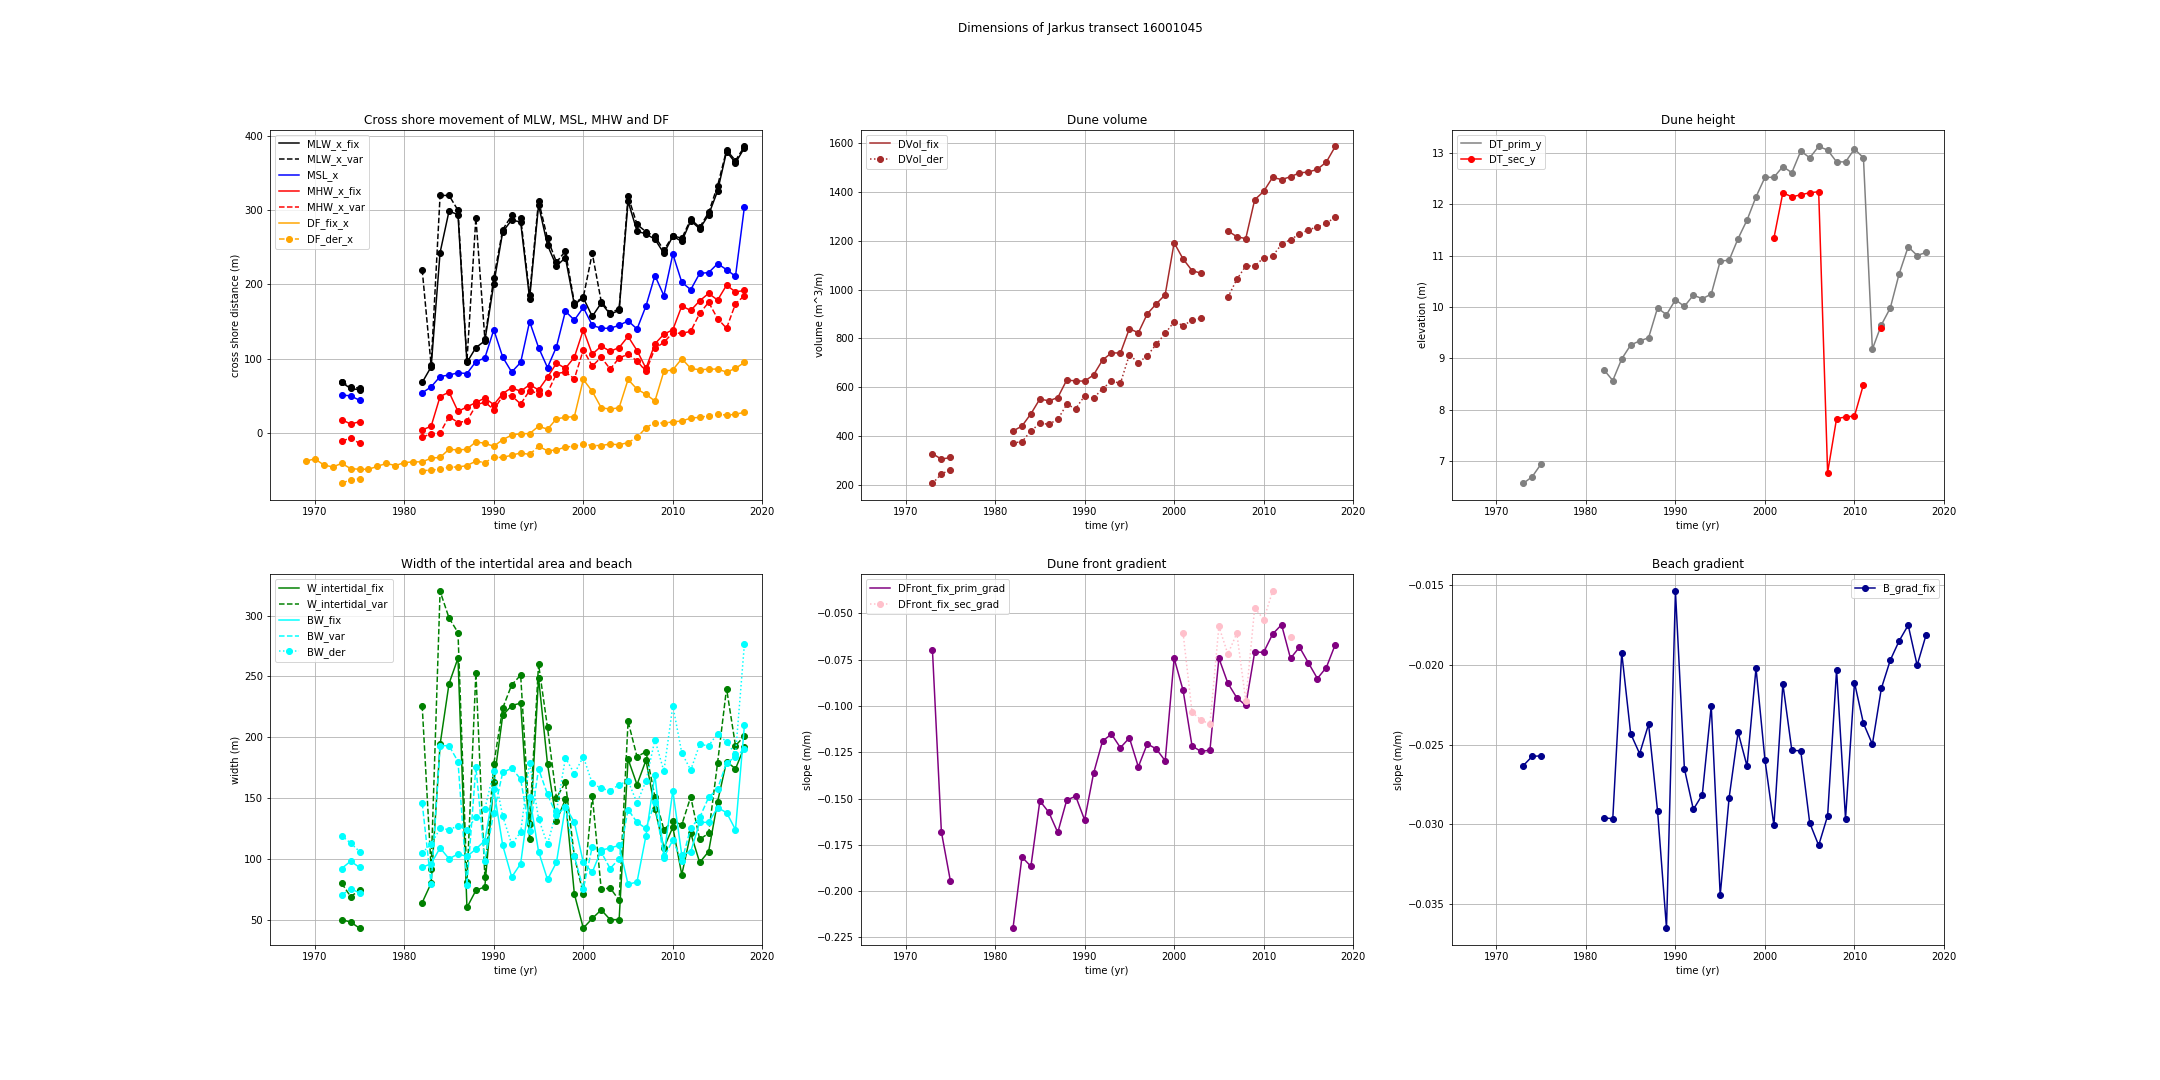 Dimensions of Jarkus transect 16001045
Cross shore movement of MLW, MSL, MHW and DF
cross shore distance (m)
400
300
200
100
0
MLW_x_fix
MLW_x_var
MSL_x
MHW_x_fix
MHW_x_var
DF_fix_x
DF_der_x
1970 1980 1990 2000 2010 2020
time (yr)
Dune volume
volume (m^3/m)
1600
1400
1200
1000
800
600
400
200
DVol_fix
DVol_der
1970 1980 1990 2000 2010 2020
time (yr)
Dune height
elevation (m)
13
12
11
10
9
8
7
DT_prim_y
DT_sec_y
1970 1980 1990 2000 2010 2020
time (yr)
Width of the intertidal area and beach
width (m)
300
250
200
150
100
50
W_intertidal_fix
W_intertidal_var
BW_fix
BW_var
BW_der
1970 1980 1990 2000 2010 2020
time (yr)
Dune front gradient
slope (m/m)
−0.050
−0.075
−0.100
−0.125
−0.150
−0.175
−0.200
−0.225
DFront_fix_prim_grad
DFront_fix_sec_grad
1970 1980 1990 2000 2010 2020
time (yr)
Beach gradient
slope (m/m)
−0.015
−0.020
−0.025
−0.030
−0.035
B_grad_fix
1970 1980 1990 2000 2010 2020
time (yr)